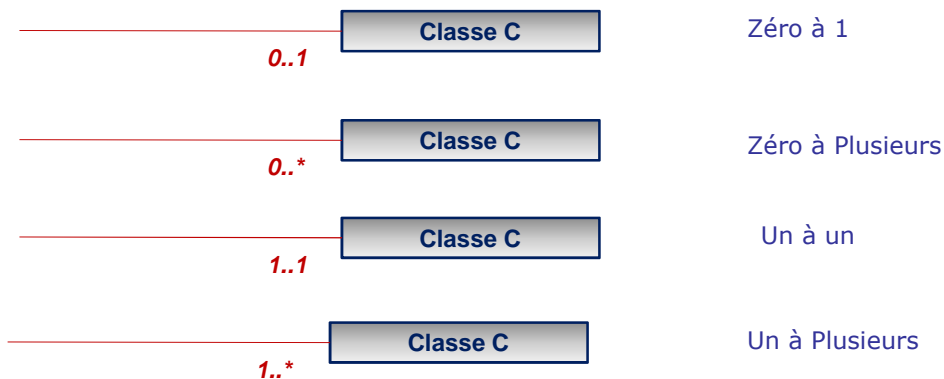 Classe C Zéro à 1
0..1
Classe C Zéro à Plusieurs
0..*
Classe C Un à un
1..1
Classe C Un à Plusieurs
1..*